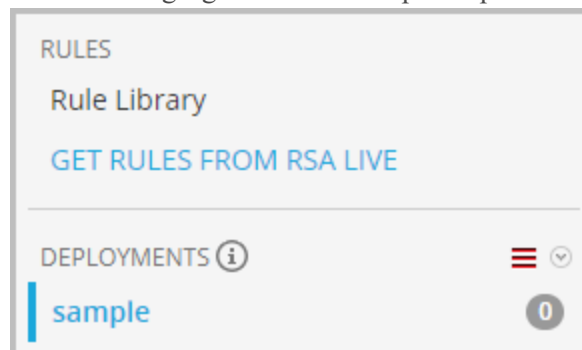 RULES
Rule Library
GET RULES FROM RSA LIVE
DEPLOYMENTS
sample 0